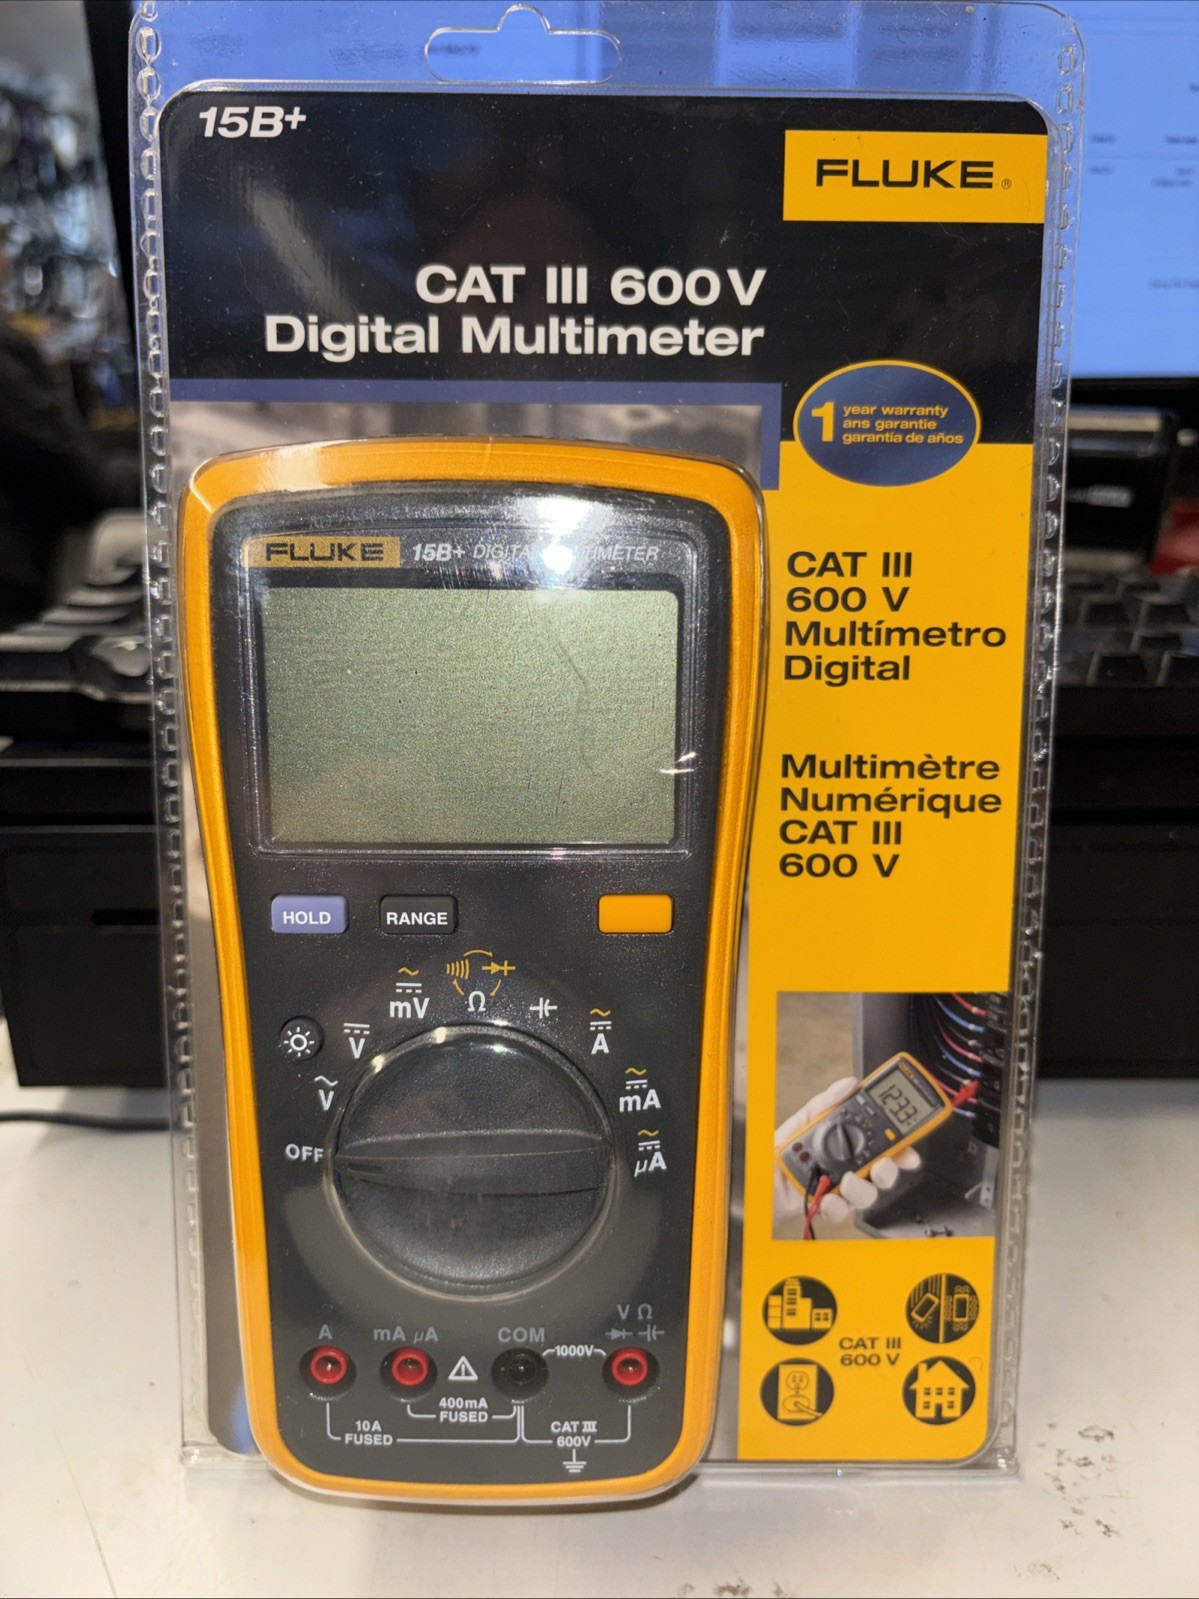 15B+
FLUKE®
CAT III 600V
Digital Multimeter
1 year warranty
ans garantie
garantía de años
FLUKE 15B+
CAT III
600 V
Multímetro
Digital
Multimètre
Numérique
CAT III
600 V
HOLD
RANGE
mV
Ω
V
A
V
mA
OFF
µA
1233
A
mA µA
COM
V Ω
1000V
400mA
FUSED
10A
FUSED
CAT III
600V
CAT III
600 V